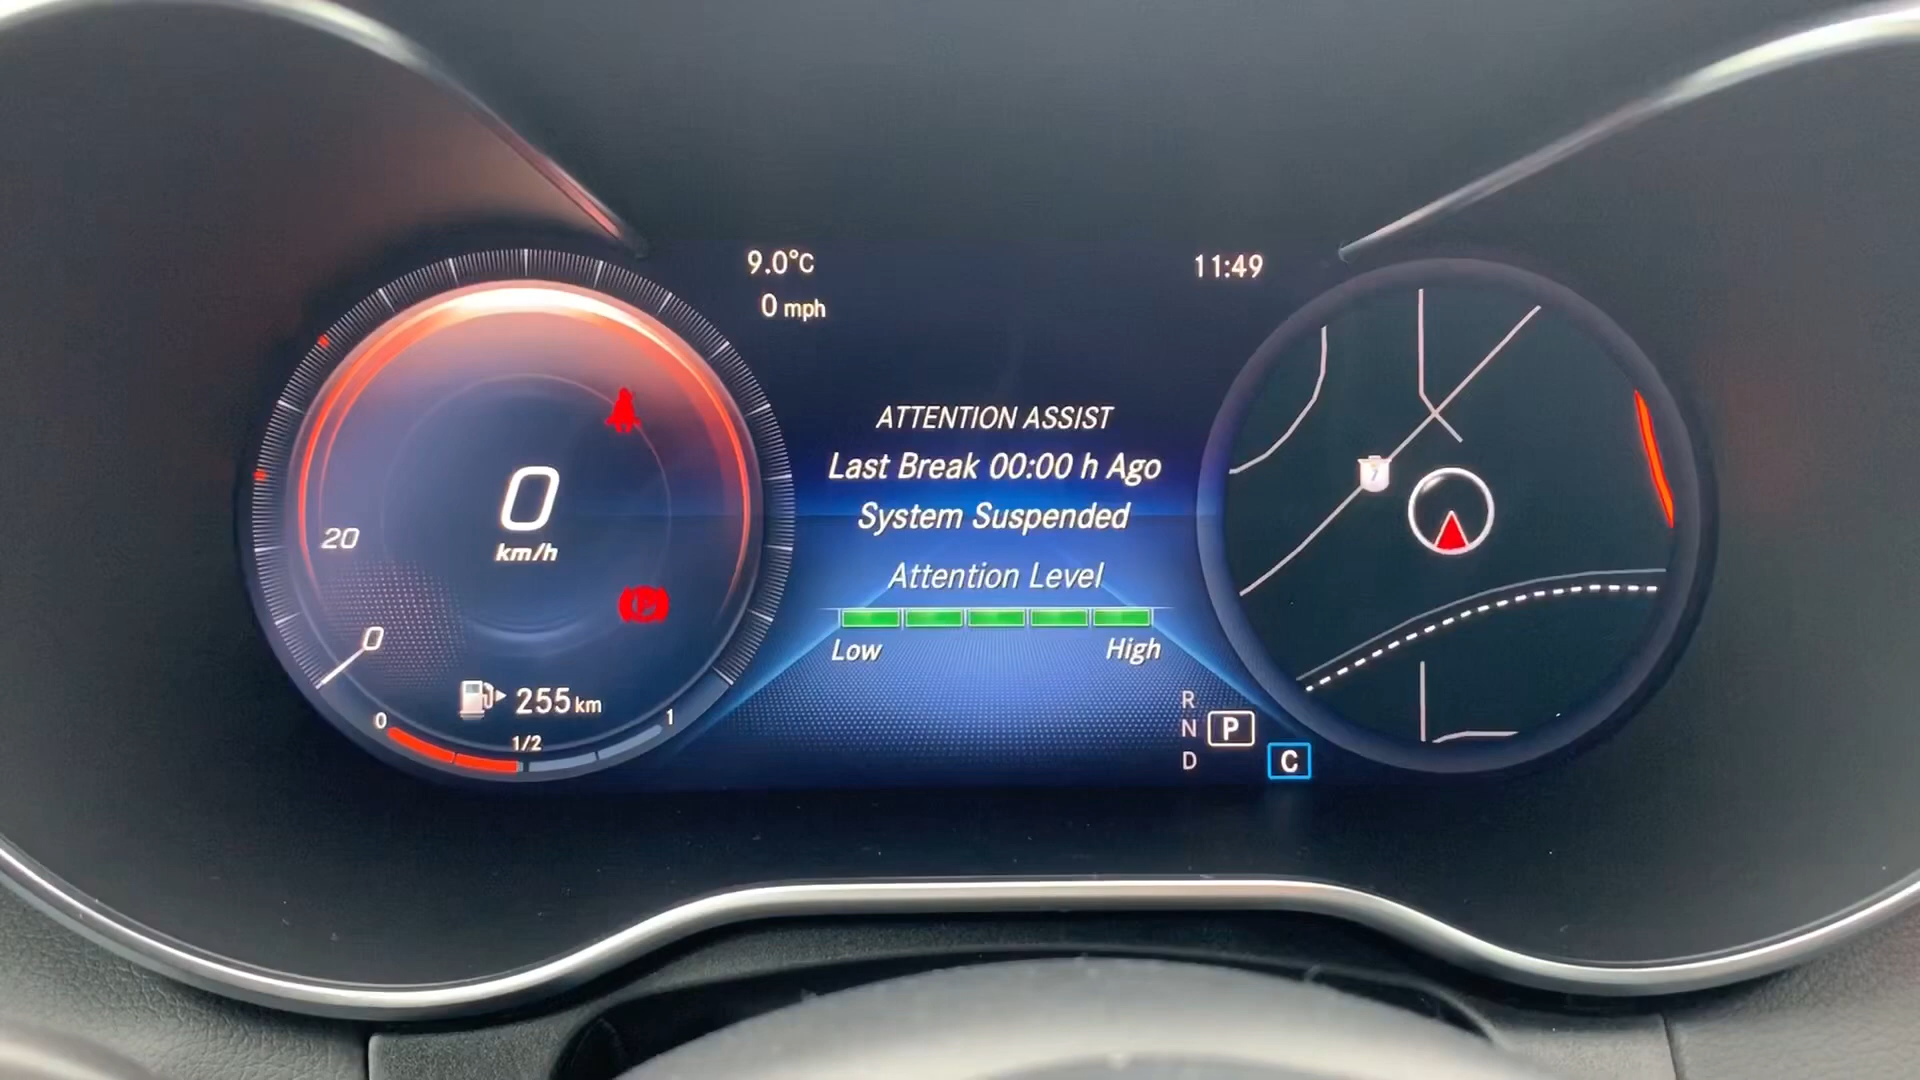 9.0°C
11:49
0 mph
ATTENTION ASSIST
Last Break 00:00 h Ago
System Suspended
Attention Level
Low
High
0
km/h
20
0
255 km
0
1/2
1
R
N
P
D
C
7